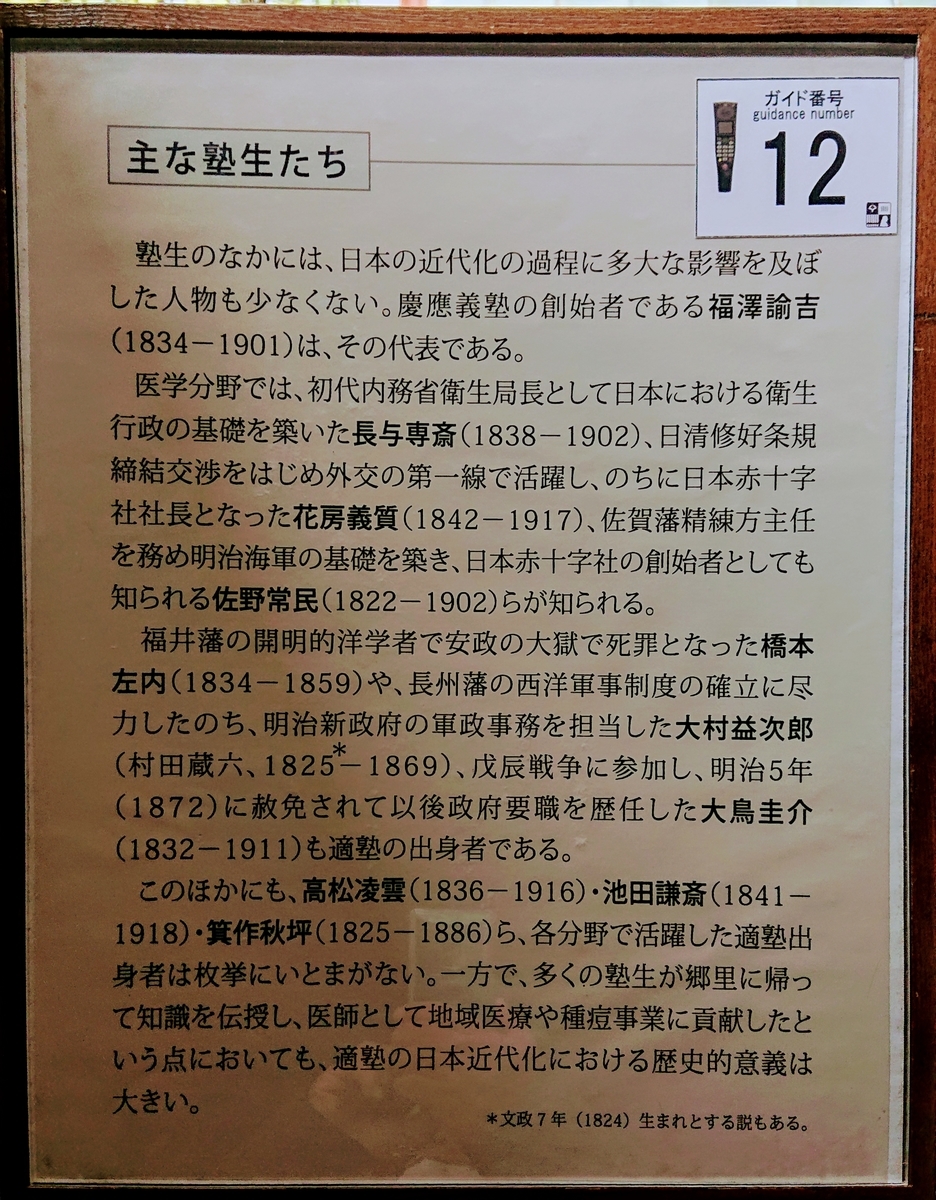 ガイド番号
guidance number
12
主な塾生たち
塾生のなかには、日本の近代化の過程に多大な影響を及ぼ
した人物も少なくない。慶應義塾の創始者である福澤諭吉
(1834－1901)は、その代表である。
医学分野では、初代内務省衛生局長として日本における衛生
行政の基礎を築いた長与専斎(1838－1902)、日清修好条規
締結交渉をはじめ外交の第一線で活躍し、のちに日本赤十字
社社長となった花房義質(1842－1917)、佐賀藩精練方主任
を務め明治海軍の基礎を築き、日本赤十字社の創始者としても
知られる佐野常民(1822－1902)らが知られる。
福井藩の開明的洋学者で安政の大獄で死罪となった橋本
左内(1834－1859)や、長州藩の西洋軍事制度の確立に尽
力したのち、明治新政府の軍政事務を担当した大村益次郎
(村田蔵六、1825*－1869)、戊辰戦争に参加し、明治5年
(1872)に赦免されて以後政府要職を歴任した大鳥圭介
(1832－1911)も適塾の出身者である。
このほかにも、高松凌雲(1836－1916)・池田謙斎(1841－
1918)・箕作秋坪(1825－1886)ら、各分野で活躍した適塾出
身者は枚挙にいとまがない。一方で、多くの塾生が郷里に帰っ
て知識を伝授し、医師として地域医療や種痘事業に貢献したと
いう点においても、適塾の日本近代化における歴史的意義は
大きい。
*文政7年(1824)生まれとする説もある。